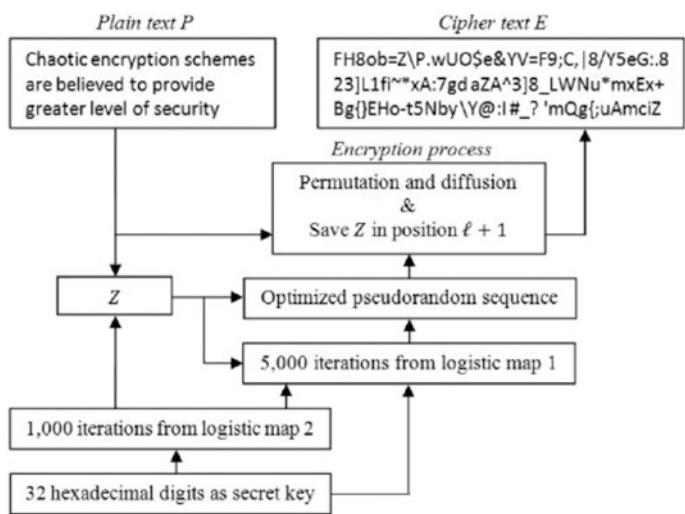 Plain text P
Cipher text E
Chaotic encryption schemes
are believed to provide
greater level of security
FH8ob=Z\P.wUO$e&YV=F9;C,|8/Y5eG:.8
23]L1fi~*xA:7gd aZA^3]8_LWNu*mxEx+
Bg{}EHo-t5Nby\Y@:l#_? 'mQg{;uAmciZ
Encryption process
Permutation and diffusion
&
Save Z in position ℓ + 1
Z
Optimized pseudorandom sequence
5,000 iterations from logistic map 1
1,000 iterations from logistic map 2
32 hexadecimal digits as secret key